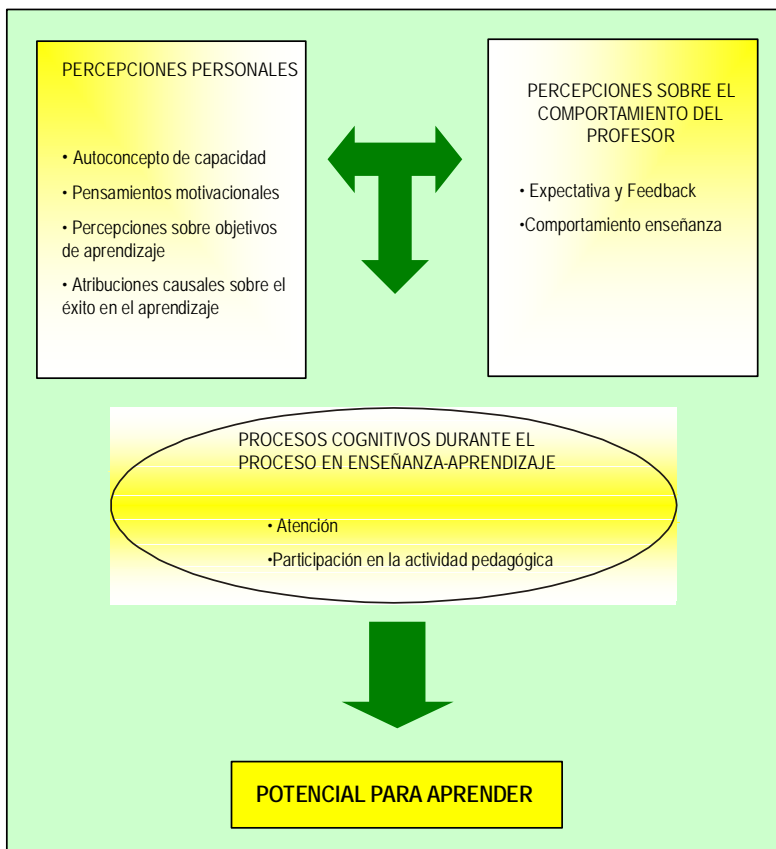 PERCEPCIONES PERSONALES
• Autoconcepto de capacidad
• Pensamientos motivacionales
• Percepciones sobre objetivos
de aprendizaje
• Atribuciones causales sobre el
éxito en el aprendizaje
PERCEPCIONES SOBRE EL
COMPORTAMIENTO DEL
PROFESOR
• Expectativa y Feedback
•Comportamiento enseñanza
PROCESOS COGNITIVOS DURANTE EL
PROCESO EN ENSEÑANZA-APRENDIZAJE
• Atención
•Participación en la actividad pedagógica
POTENCIAL PARA APRENDER